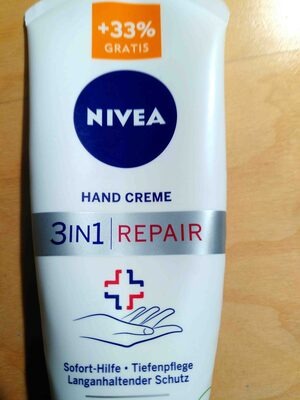 +33%
GRATIS
NIVEA
HAND CREME
3IN1 | REPAIR
Sofort-Hilfe • Tiefenpflege
Langanhaltender Schutz